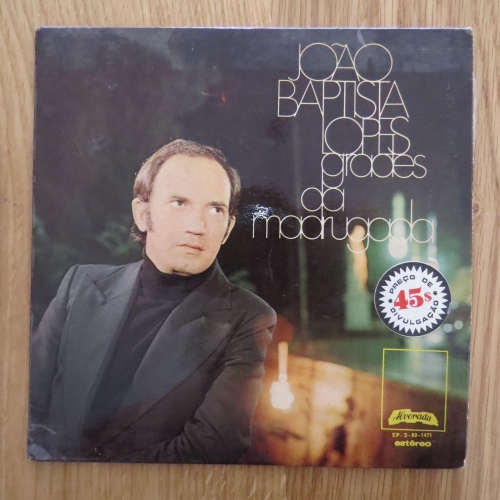 JOÃO
BAPTISTA
LOPES
grades
da
madrugada
PREÇO DE
45$
DIVULGAÇÃO
Alvorada
EP-S-60-1471
estéreo